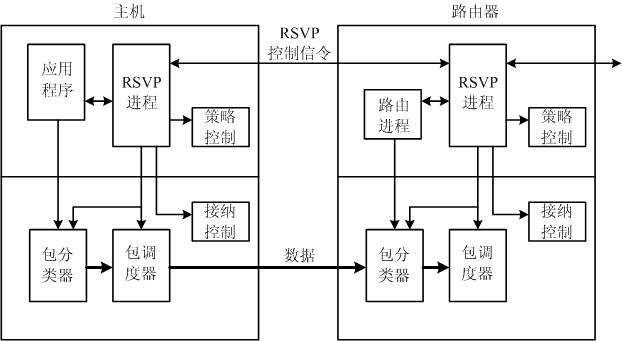 主机
路由器
RSVP
控制信令
应用
程序
RSVP
进程
策略
控制
接纳
控制
包分
类器
包调
度器
数据
路由
进程
RSVP
进程
策略
控制
接纳
控制
包分
类器
包调
度器